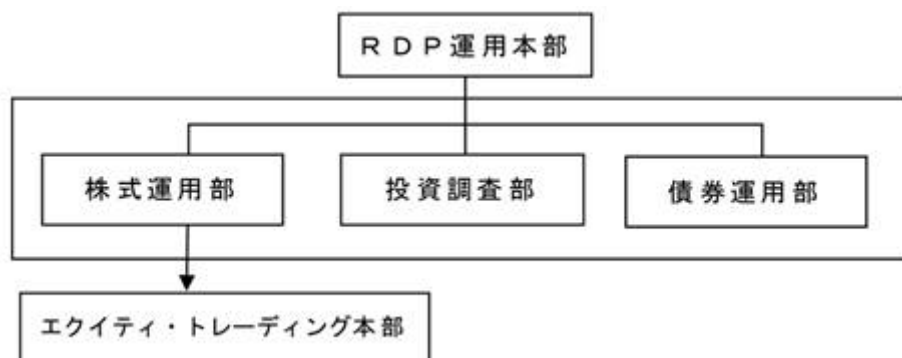 ＲＤＰ運用本部
株式運用部
投資調査部
債券運用部
エクイティ・トレーディング本部